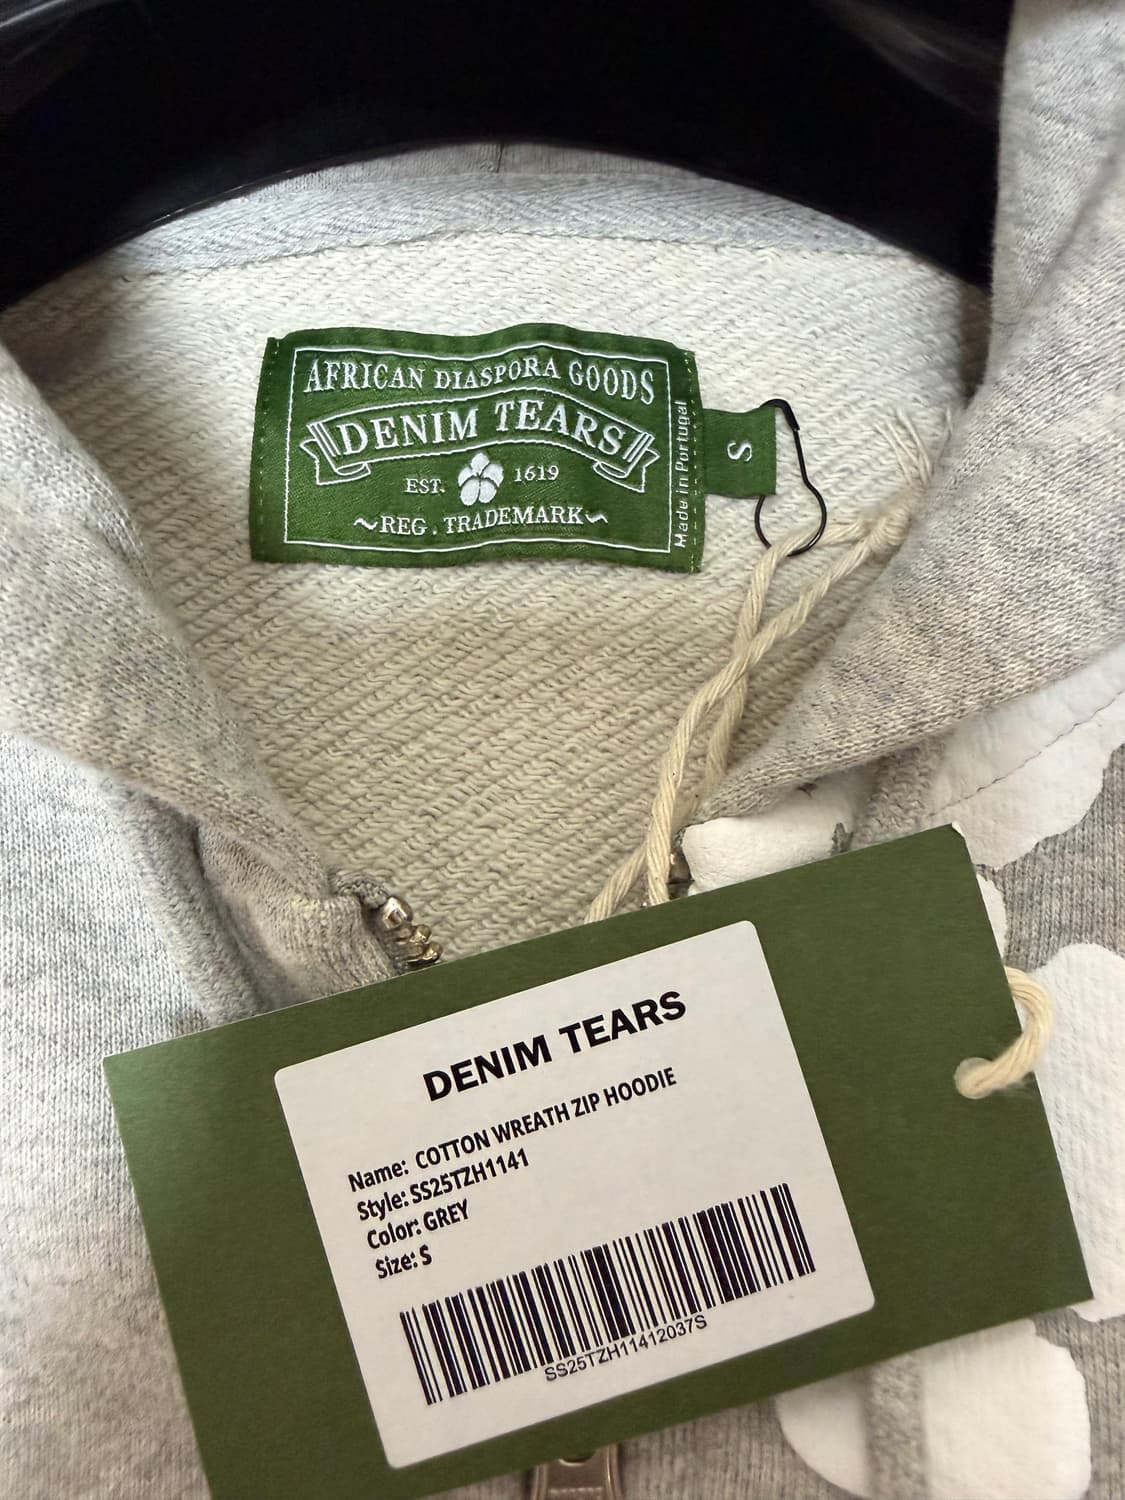 AFRICAN DIASPORA GOODS
DENIM TEARS
EST. 1619
~REG . TRADEMARK~
Made in Portugal
S
DENIM TEARS
Name: COTTON WREATH ZIP HOODIE
Style: SS25TZH1141
Color: GREY
Size: S
SS25TZH11412037S